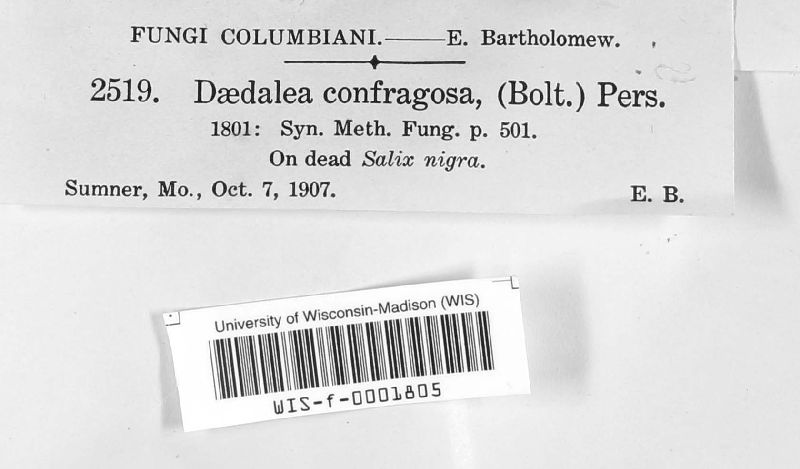 FUNGI COLUMBIANI.——E. Bartholomew.
2519. Dædalea confragosa, (Bolt.) Pers.
1801: Syn. Meth. Fung. p. 501.
On dead Salix nigra.
Sumner, Mo., Oct. 7, 1907. E. B.
University of Wisconsin-Madison (WIS)
WIS-f-0001805